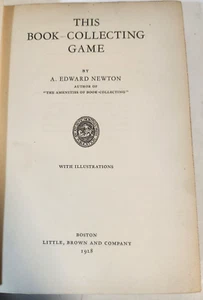 THIS
BOOK-COLLECTING
GAME
BY
A. EDWARD NEWTON
AUTHOR OF
"THE AMENITIES OF BOOK-COLLECTING"
WITH ILLUSTRATIONS
BOSTON
LITTLE, BROWN AND COMPANY
1928